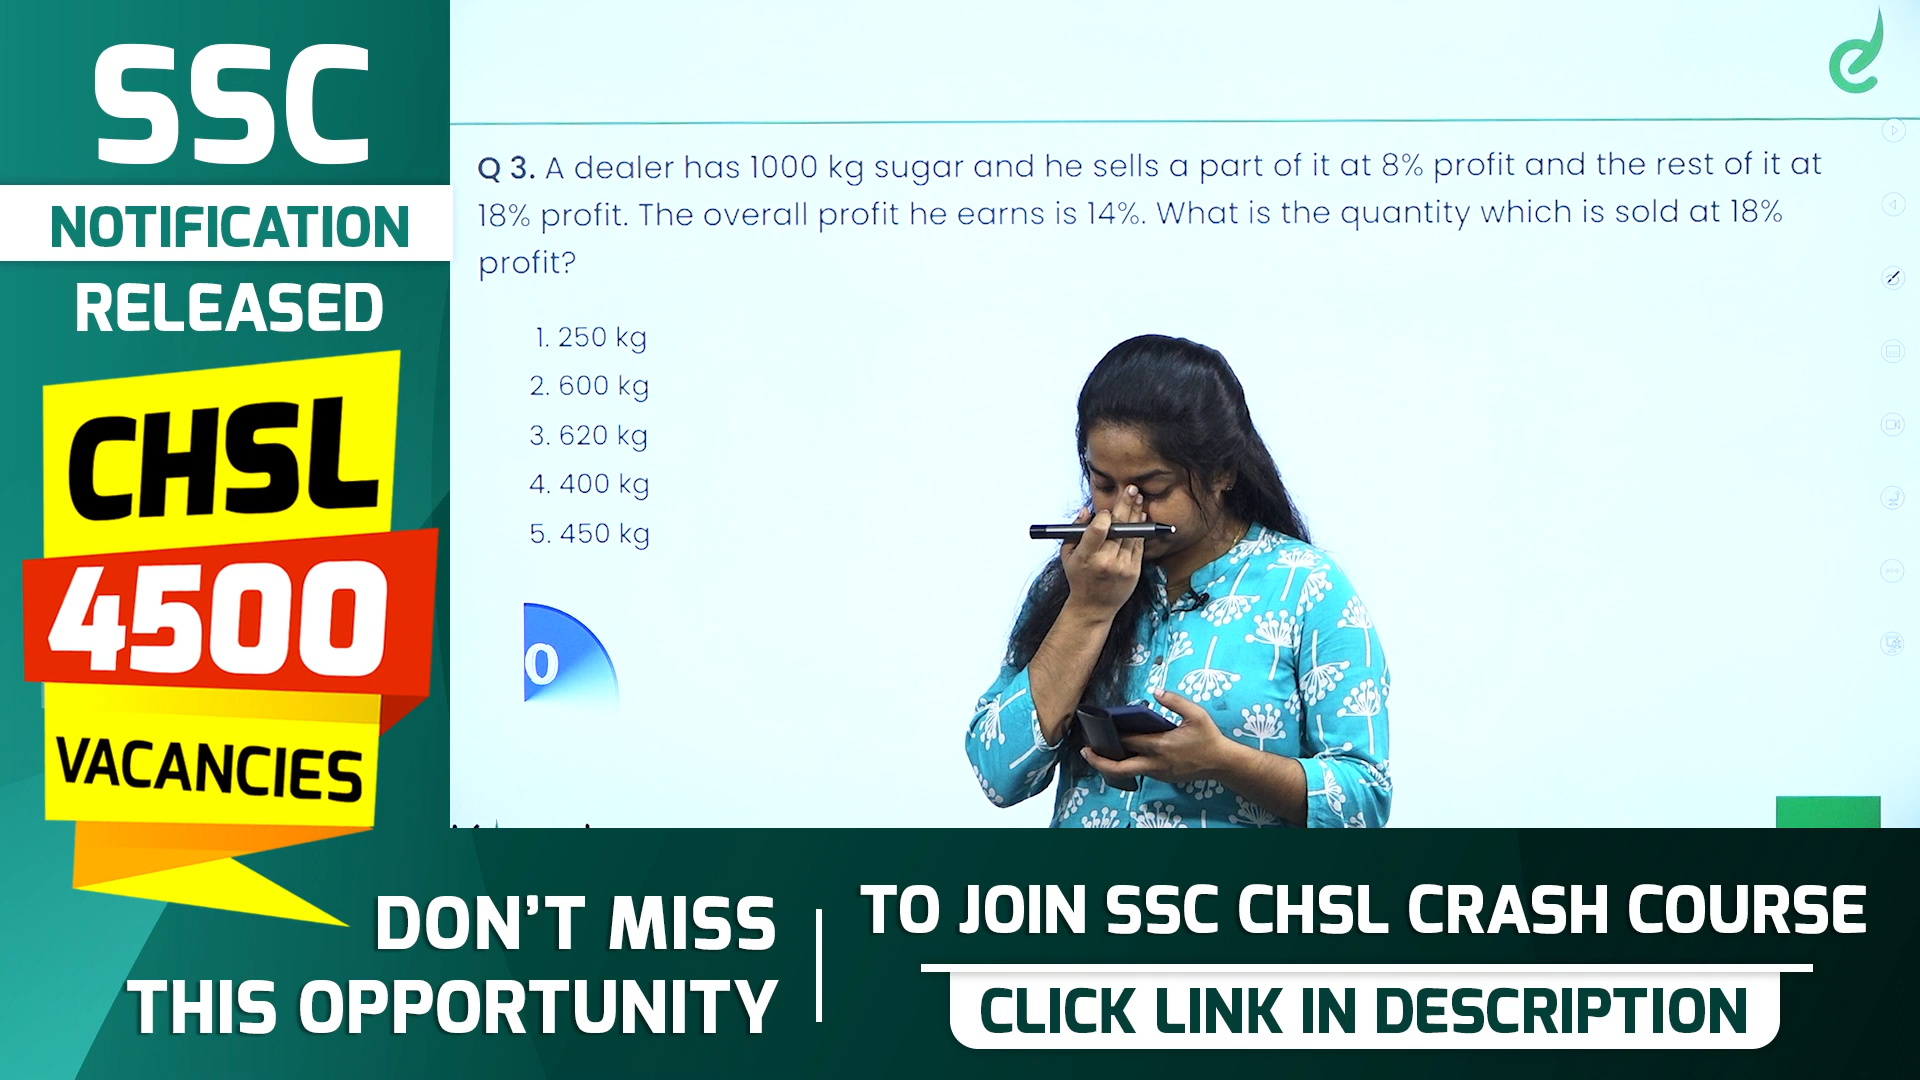 SSC
NOTIFICATION
RELEASED
CHSL
4500
VACANCIES
Q 3. A dealer has 1000 kg sugar and he sells a part of it at 8% profit and the rest of it at
18% profit. The overall profit he earns is 14%. What is the quantity which is sold at 18%
profit?
1. 250 kg
2. 600 kg
3. 620 kg
4. 400 kg
5. 450 kg
0
DON'T MISS
THIS OPPORTUNITY
TO JOIN SSC CHSL CRASH COURSE
CLICK LINK IN DESCRIPTION